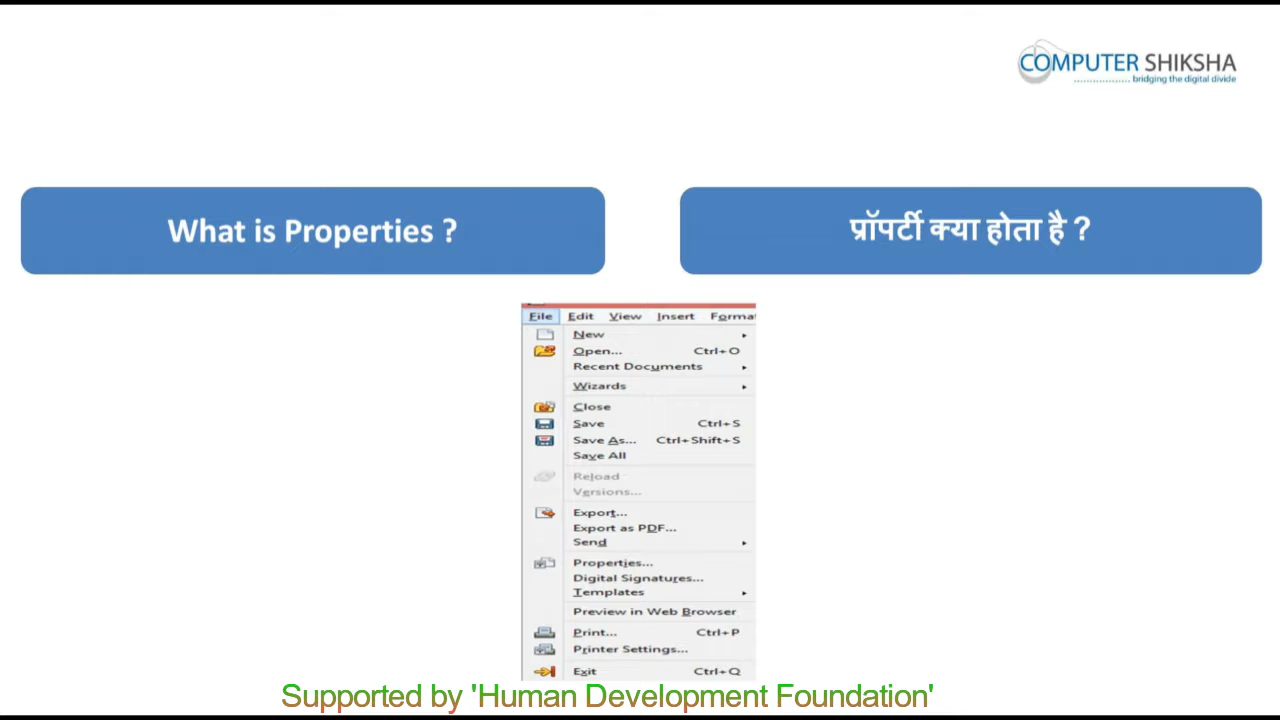 COMPUTER SHIKSHA
bridging the digital divide
What is Properties ?
प्रॉपर्टी क्या होता है ?
File Edit View Insert Format
New
Open... Ctrl+O
Recent Documents
Wizards
Close
Save Ctrl+S
Save As... Ctrl+Shift+S
Save All
Reload
Versions...
Export...
Export as PDF...
Send
Properties...
Digital Signatures...
Templates
Preview in Web Browser
Print... Ctrl+P
Printer Settings...
Exit Ctrl+Q
Supported by 'Human Development Foundation'